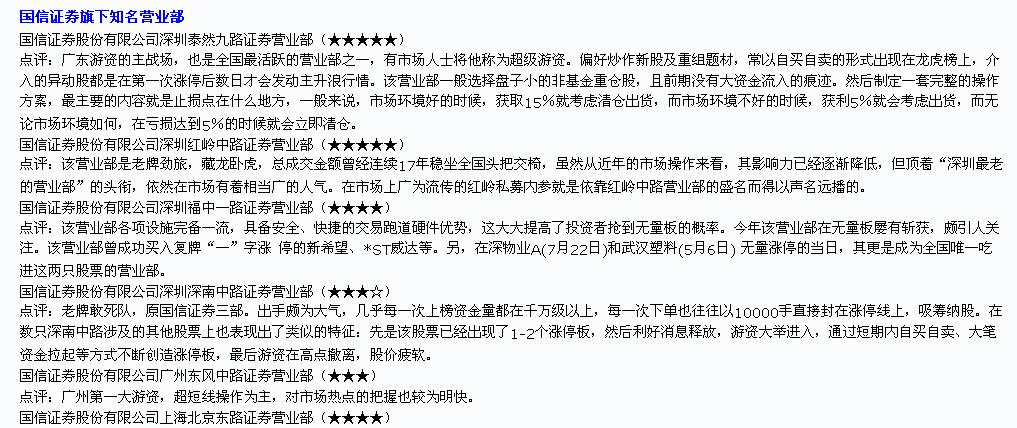 国信证券旗下知名营业部
国信证券股份有限公司深圳泰然九路证券营业部（★★★★★）
点评：广东游资的主战场，也是全国最活跃的营业部之一，有市场人士将他称为超级游资。偏好炒作新股及重组题材，常以自买自卖的形式出现在龙虎榜上，介
入的异动股都是在第一次涨停后数日才会发动主升浪行情。该营业部一般选择盘子小的非基金重仓股，且前期没有大资金流入的痕迹。然后制定一套完整的操作
方案，最主要的内容就是止损点在什么地方，一般来说，市场环境好的时候，获取15%就考虑清仓出货，而市场环境不好的时候，获利5%就会考虑出货，而无
论市场环境如何，在亏损达到5%的时候就会立即清仓。
国信证券股份有限公司深圳红岭中路证券营业部（★★★★★）
点评：该营业部是老牌劲旅，藏龙卧虎，总成交金额曾经连续17年稳坐全国头把交椅，虽然从近年的市场操作来看，其影响力已经逐渐降低，但顶着“深圳最老
的营业部”的头衔，依然在市场有着相当广的人气。在市场上广为流传的红岭私募内参就是依靠红岭中路营业部的盛名而得以声名远播的。
国信证券股份有限公司深圳福中一路证券营业部（★★★★）
点评：该营业部各项设施完备一流，具备安全、快捷的交易跑道硬件优势，这大大提高了投资者抢到无量板的概率。今年该营业部在无量板屡有斩获，颇引人关
注。该营业部曾成功买入复牌“一”字涨 停的新希望、*ST威达等。另，在深物业A(7月22日)和武汉塑料(5月6日) 无量涨停的当日，其更是成为全国唯一吃
进这两只股票的营业部。
国信证券股份有限公司深圳深南中路证券营业部（★★★☆）
点评：老牌敢死队，原国信证券三部。出手颇为大气，几乎每一次上榜资金量都在千万级以上，每一次下单也往往以10000手直接封在涨停线上，吸筹纳股。在
数只深南中路涉及的其他股票上也表现出了类似的特征：先是该股票已经出现了1-2个涨停板，然后利好消息释放，游资大举进入，通过短期内自买自卖、大笔
资金拉起等方式不断创造涨停板，最后游资在高点撤离，股价疲软。
国信证券股份有限公司广州东风中路证券营业部（★★★）
点评：广州第一大游资，超短线操作为主，对市场热点的把握也较为明快。
国信证券股份有限公司上海北京东路证券营业部（★★★★）